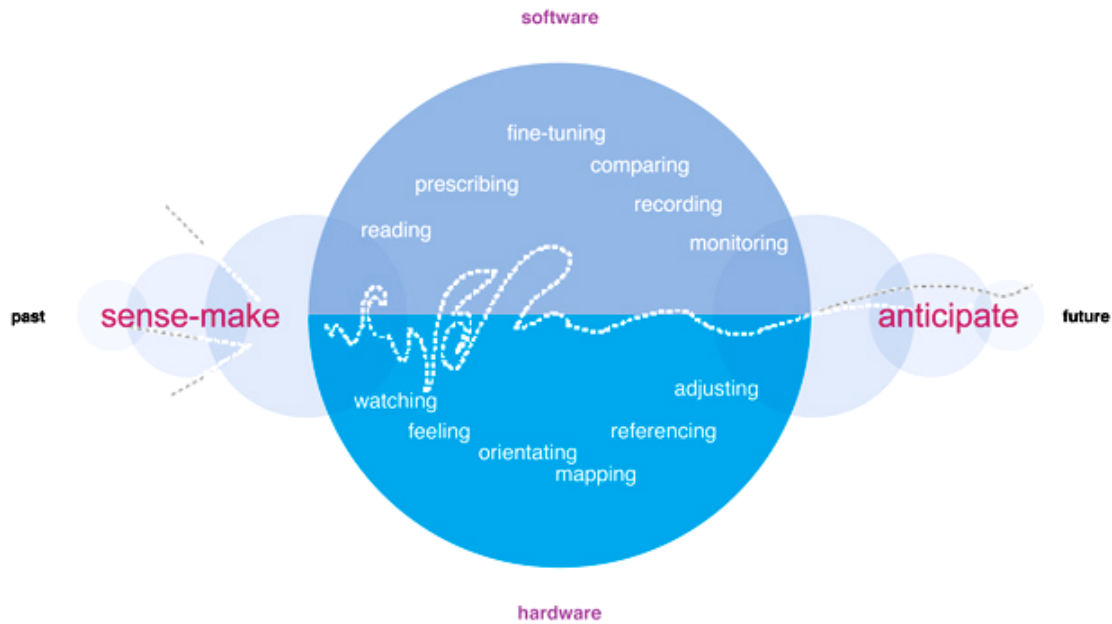 software
fine-tuning
comparing
prescribing
recording
reading
monitoring
past
sense-make
anticipate
future
adjusting
watching
feeling
referencing
orientating
mapping
hardware